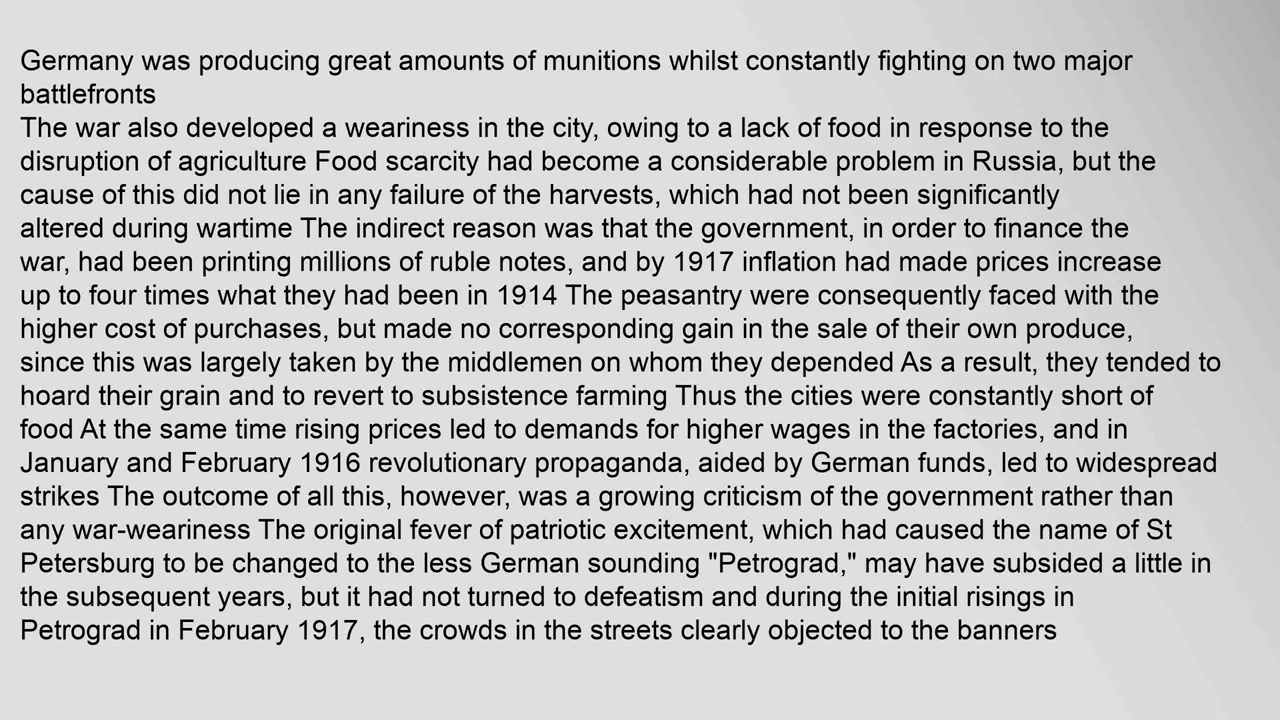 Germany was producing great amounts of munitions whilst constantly fighting on two major
battlefronts
The war also developed a weariness in the city, owing to a lack of food in response to the
disruption of agriculture Food scarcity had become a considerable problem in Russia, but the
cause of this did not lie in any failure of the harvests, which had not been significantly
altered during wartime The indirect reason was that the government, in order to finance the
war, had been printing millions of ruble notes, and by 1917 inflation had made prices increase
up to four times what they had been in 1914 The peasantry were consequently faced with the
higher cost of purchases, but made no corresponding gain in the sale of their own produce,
since this was largely taken by the middlemen on whom they depended As a result, they tended to
hoard their grain and to revert to subsistence farming Thus the cities were constantly short of
food At the same time rising prices led to demands for higher wages in the factories, and in
January and February 1916 revolutionary propaganda, aided by German funds, led to widespread
strikes The outcome of all this, however, was a growing criticism of the government rather than
any war-weariness The original fever of patriotic excitement, which had caused the name of St
Petersburg to be changed to the less German sounding "Petrograd," may have subsided a little in
the subsequent years, but it had not turned to defeatism and during the initial risings in
Petrograd in February 1917, the crowds in the streets clearly objected to the banners